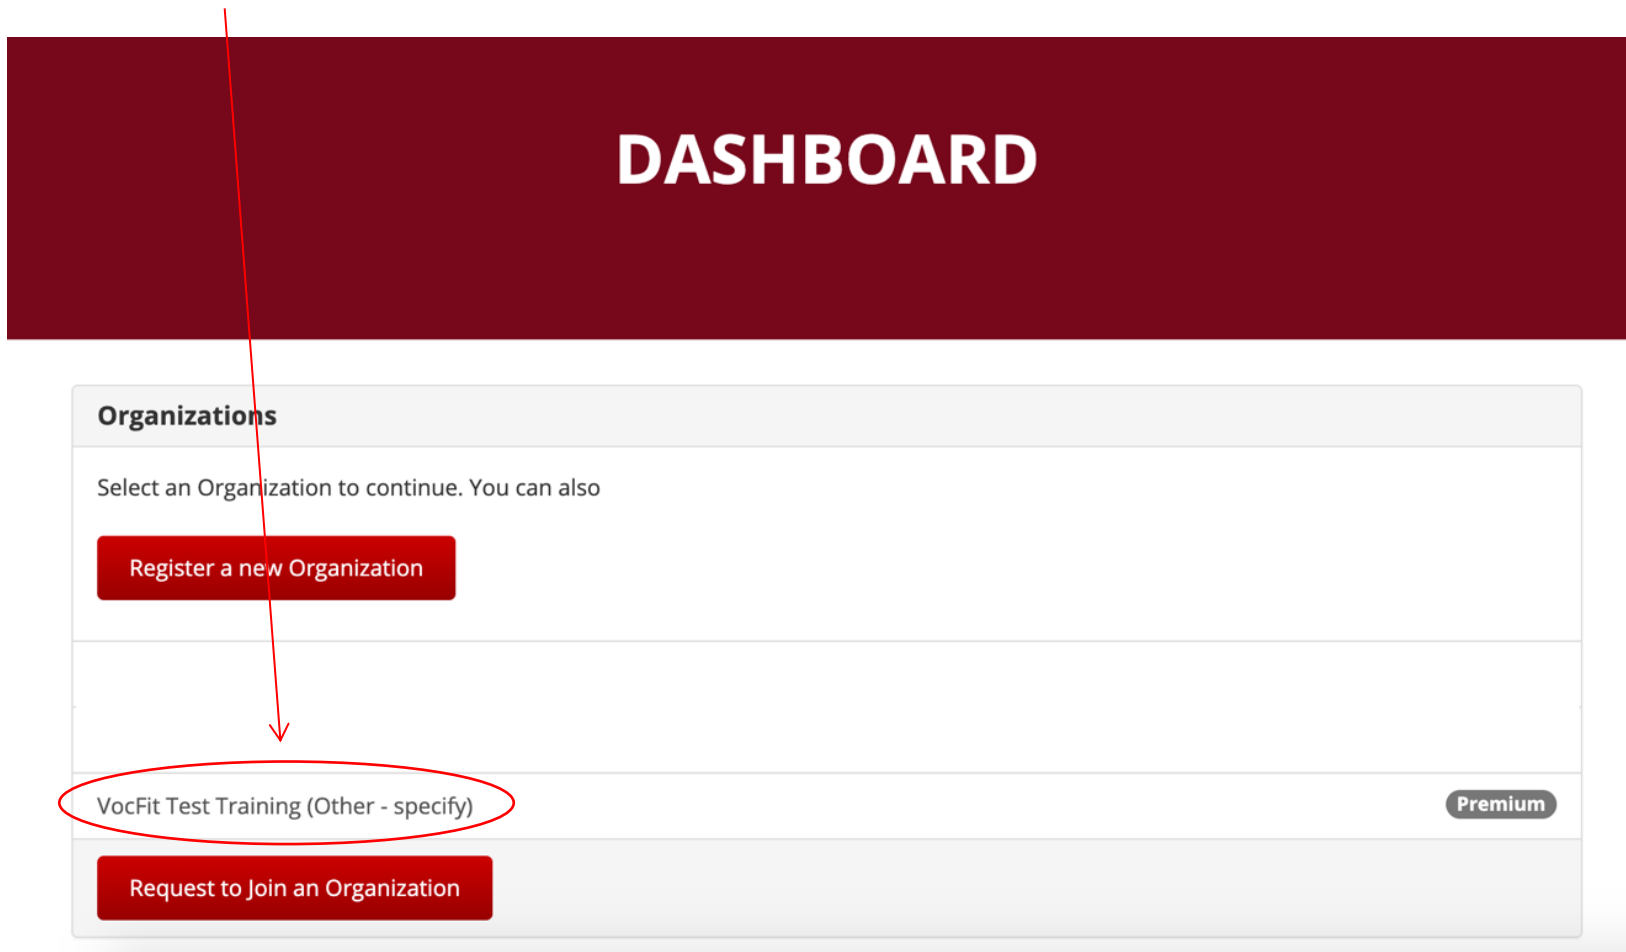 DASHBOARD
Organizations
Select an Organization to continue. You can also
Register a new Organization
VocFit Test Training (Other - specify)
Premium
Request to Join an Organization